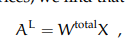 A^L = W^total X ,